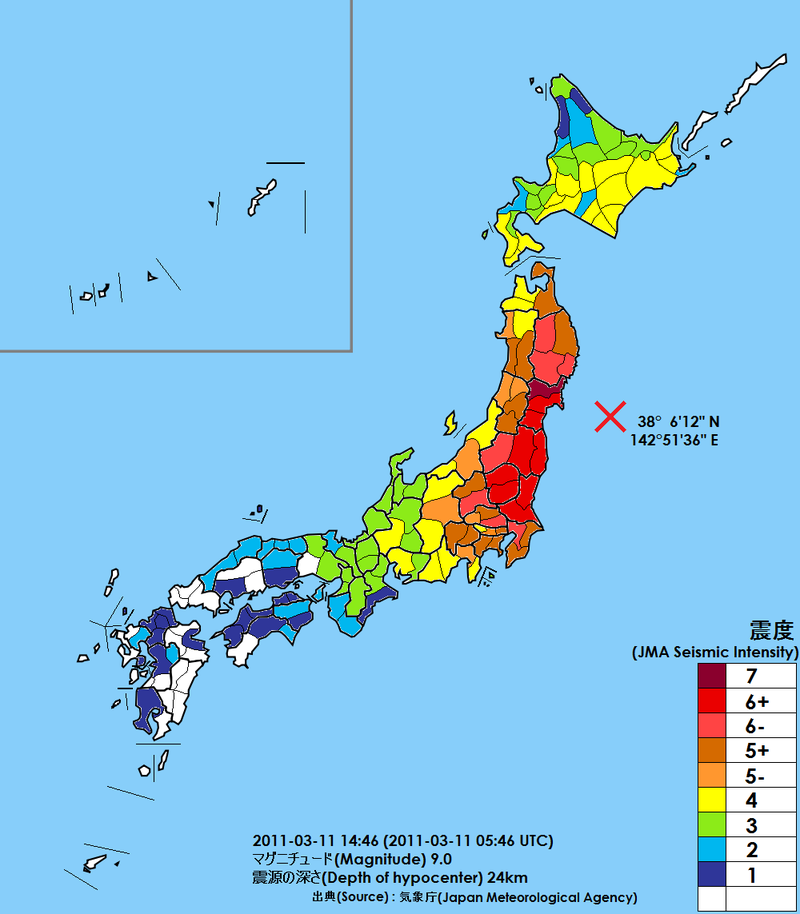 38° 6'12" N
142°51'36" E
震度
(JMA Seismic Intensity)
7
6+
6-
5+
5-
4
3
2
1
2011-03-11 14:46 (2011-03-11 05:46 UTC)
マグニチュード(Magnitude) 9.0
震源の深さ(Depth of hypocenter) 24km
出典(Source) : 気象庁(Japan Meteorological Agency)